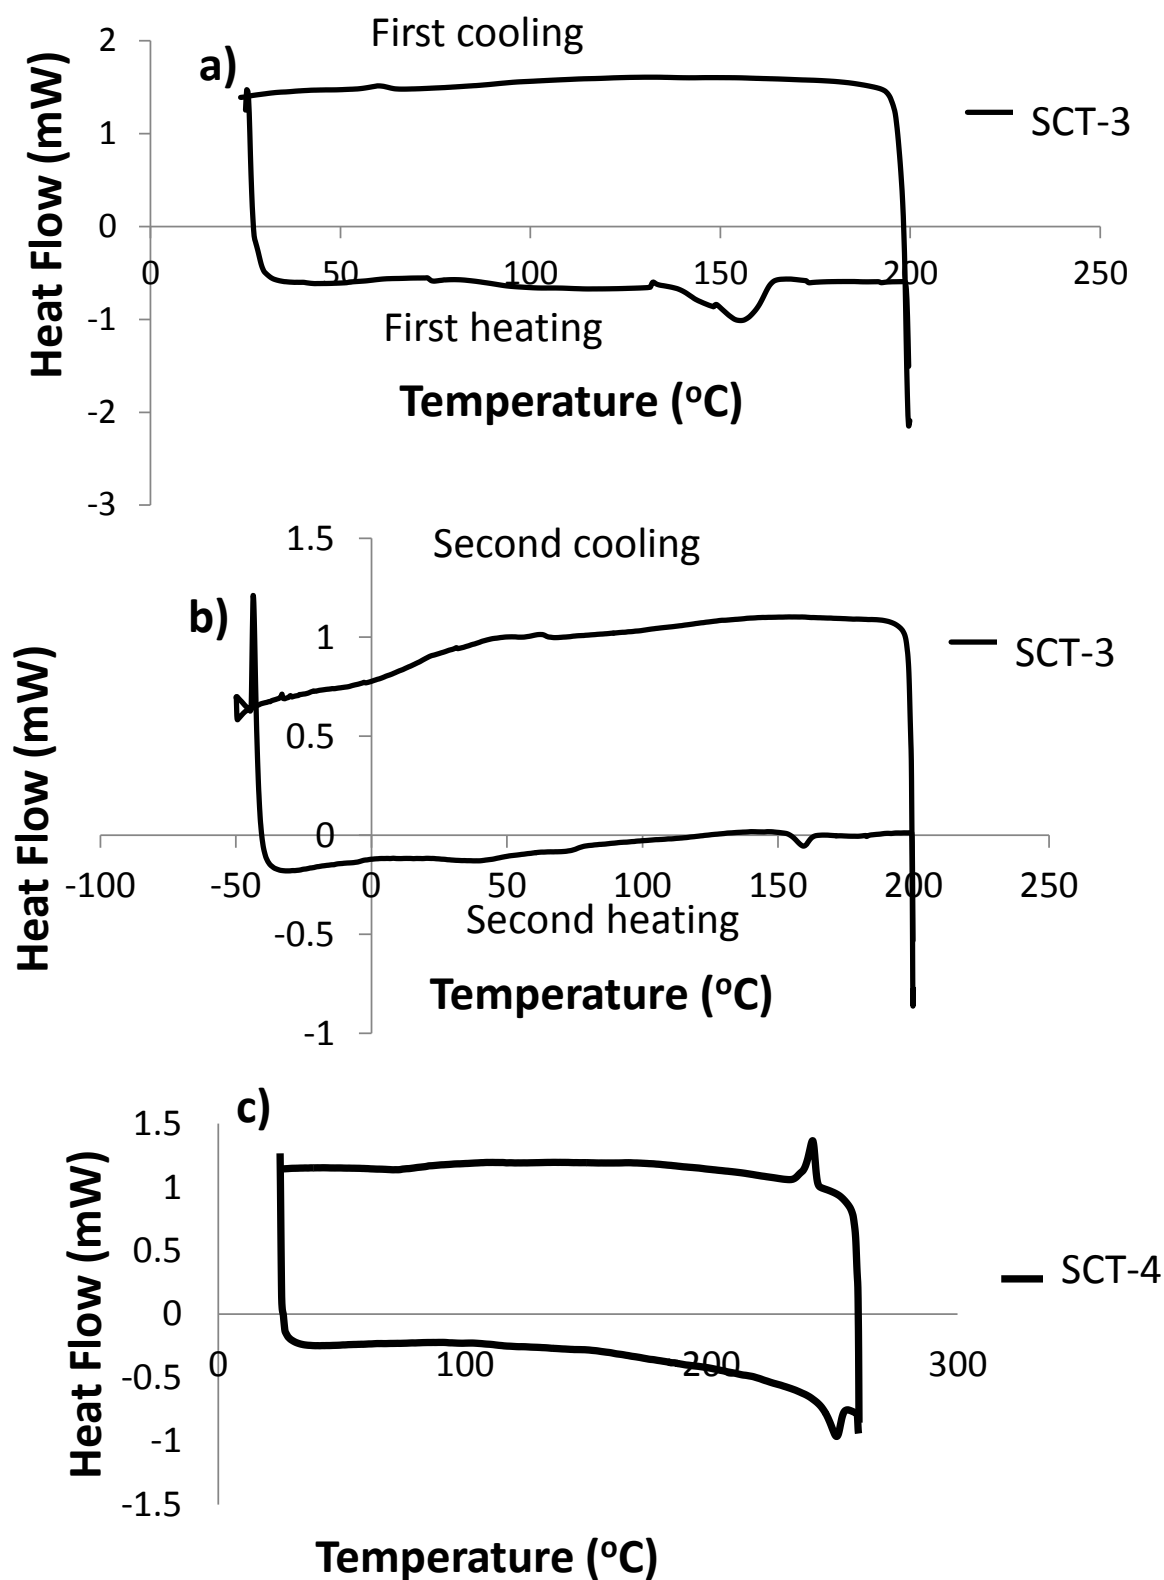 First cooling
a)
2
1
0
-1
-2
-3
0 50 100 150 200 250
Heat Flow (mW)
SCT-3
First heating
Temperature (ºC)
Second cooling
b)
1.5
1
0.5
0
-0.5
-1
-100 -50 0 50 100 150 200 250
Heat Flow (mW)
SCT-3
Second heating
Temperature (ºC)
c)
1.5
1
0.5
0
-0.5
-1
-1.5
0 100 200 300
Heat Flow (mW)
SCT-4
Temperature (ºC)